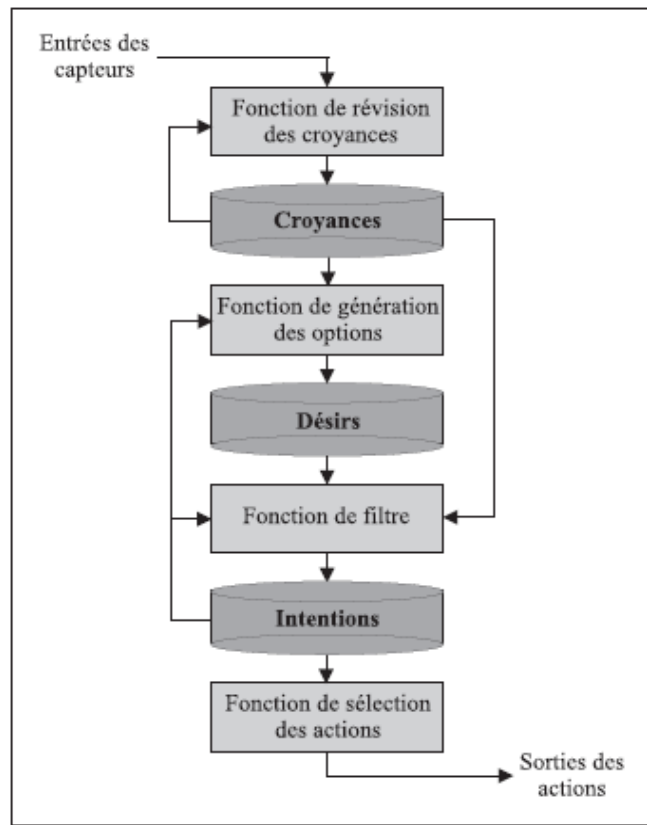 Entrées des
capteurs
Fonction de révision
des croyances
Croyances
Fonction de génération
des options
Désirs
Fonction de filtre
Intentions
Fonction de sélection
des actions
Sorties des
actions